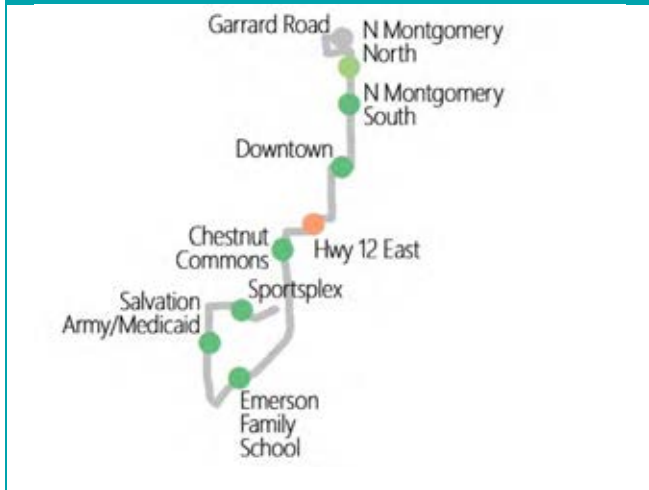 Garrard Road
N Montgomery
North
N Montgomery
South
Downtown
Hwy 12 East
Chestnut
Commons
Sportsplex
Salvation
Army/Medicaid
Emerson
Family
School